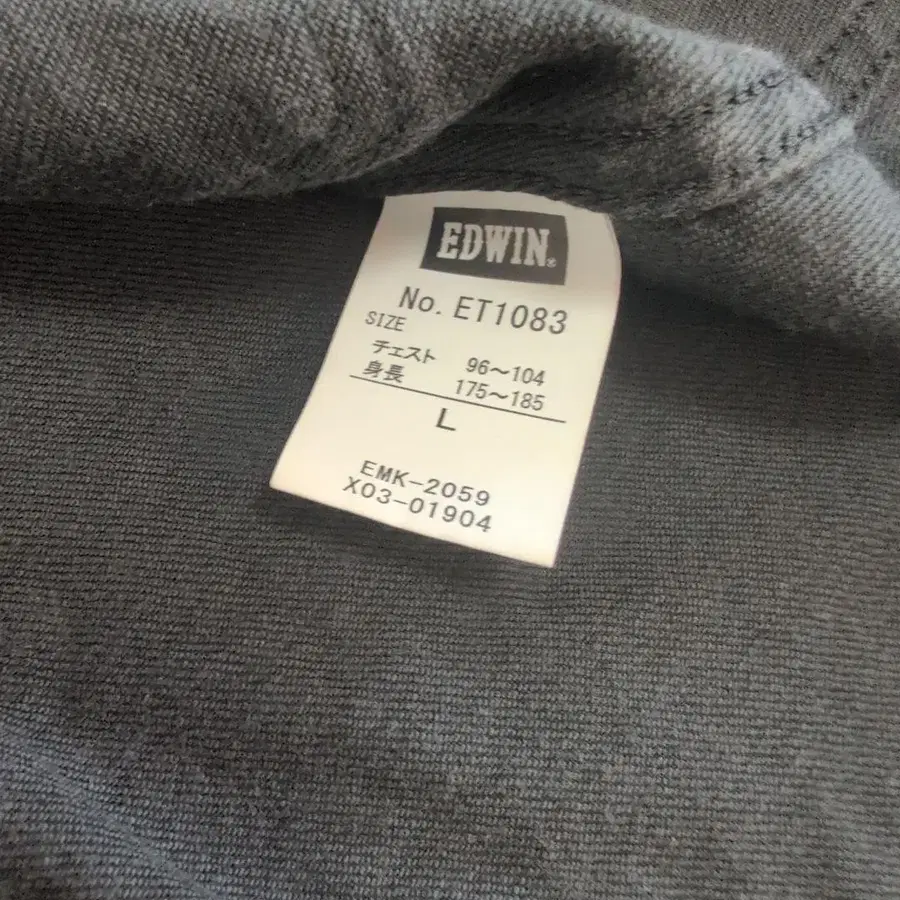 EDWIN®
No. ET1083
SIZE
チェスト 96〜104
身長 175〜185
L
EMK-2059
X03-01904